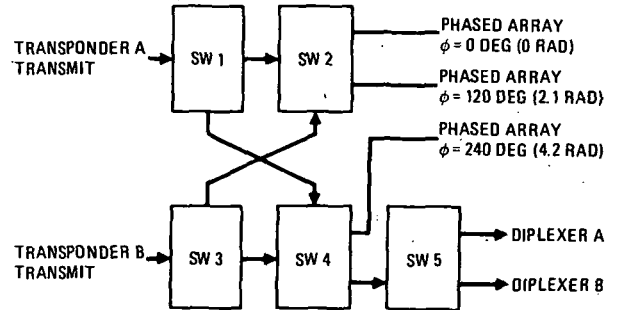 PHASED ARRAY
ϕ = 0 DEG (0 RAD)
TRANSPONDER A
TRANSMIT
SW 1
SW 2
PHASED ARRAY
ϕ = 120 DEG (2.1 RAD)
PHASED ARRAY
ϕ = 240 DEG (4.2 RAD)
TRANSPONDER B
TRANSMIT
SW 3
SW 4
SW 5
DIPLEXER A
DIPLEXER B